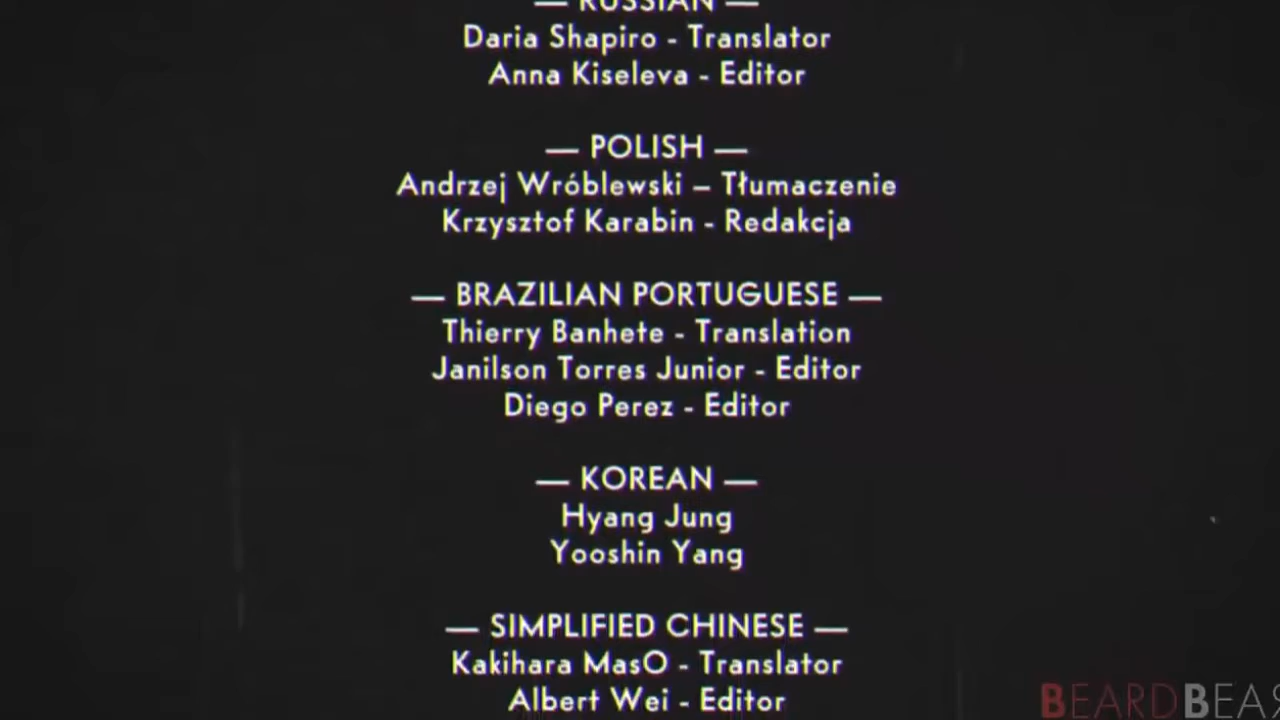 — RUSSIAN —
Daria Shapiro - Translator
Anna Kiseleva - Editor
— POLISH —
Andrzej Wróblewski – Tłumaczenie
Krzysztof Karabin - Redakcja
— BRAZILIAN PORTUGUESE —
Thierry Banhete - Translation
Janilson Torres Junior - Editor
Diego Perez - Editor
— KOREAN —
Hyang Jung
Yooshin Yang
— SIMPLIFIED CHINESE —
Kakihara MasO - Translator
Albert Wei - Editor